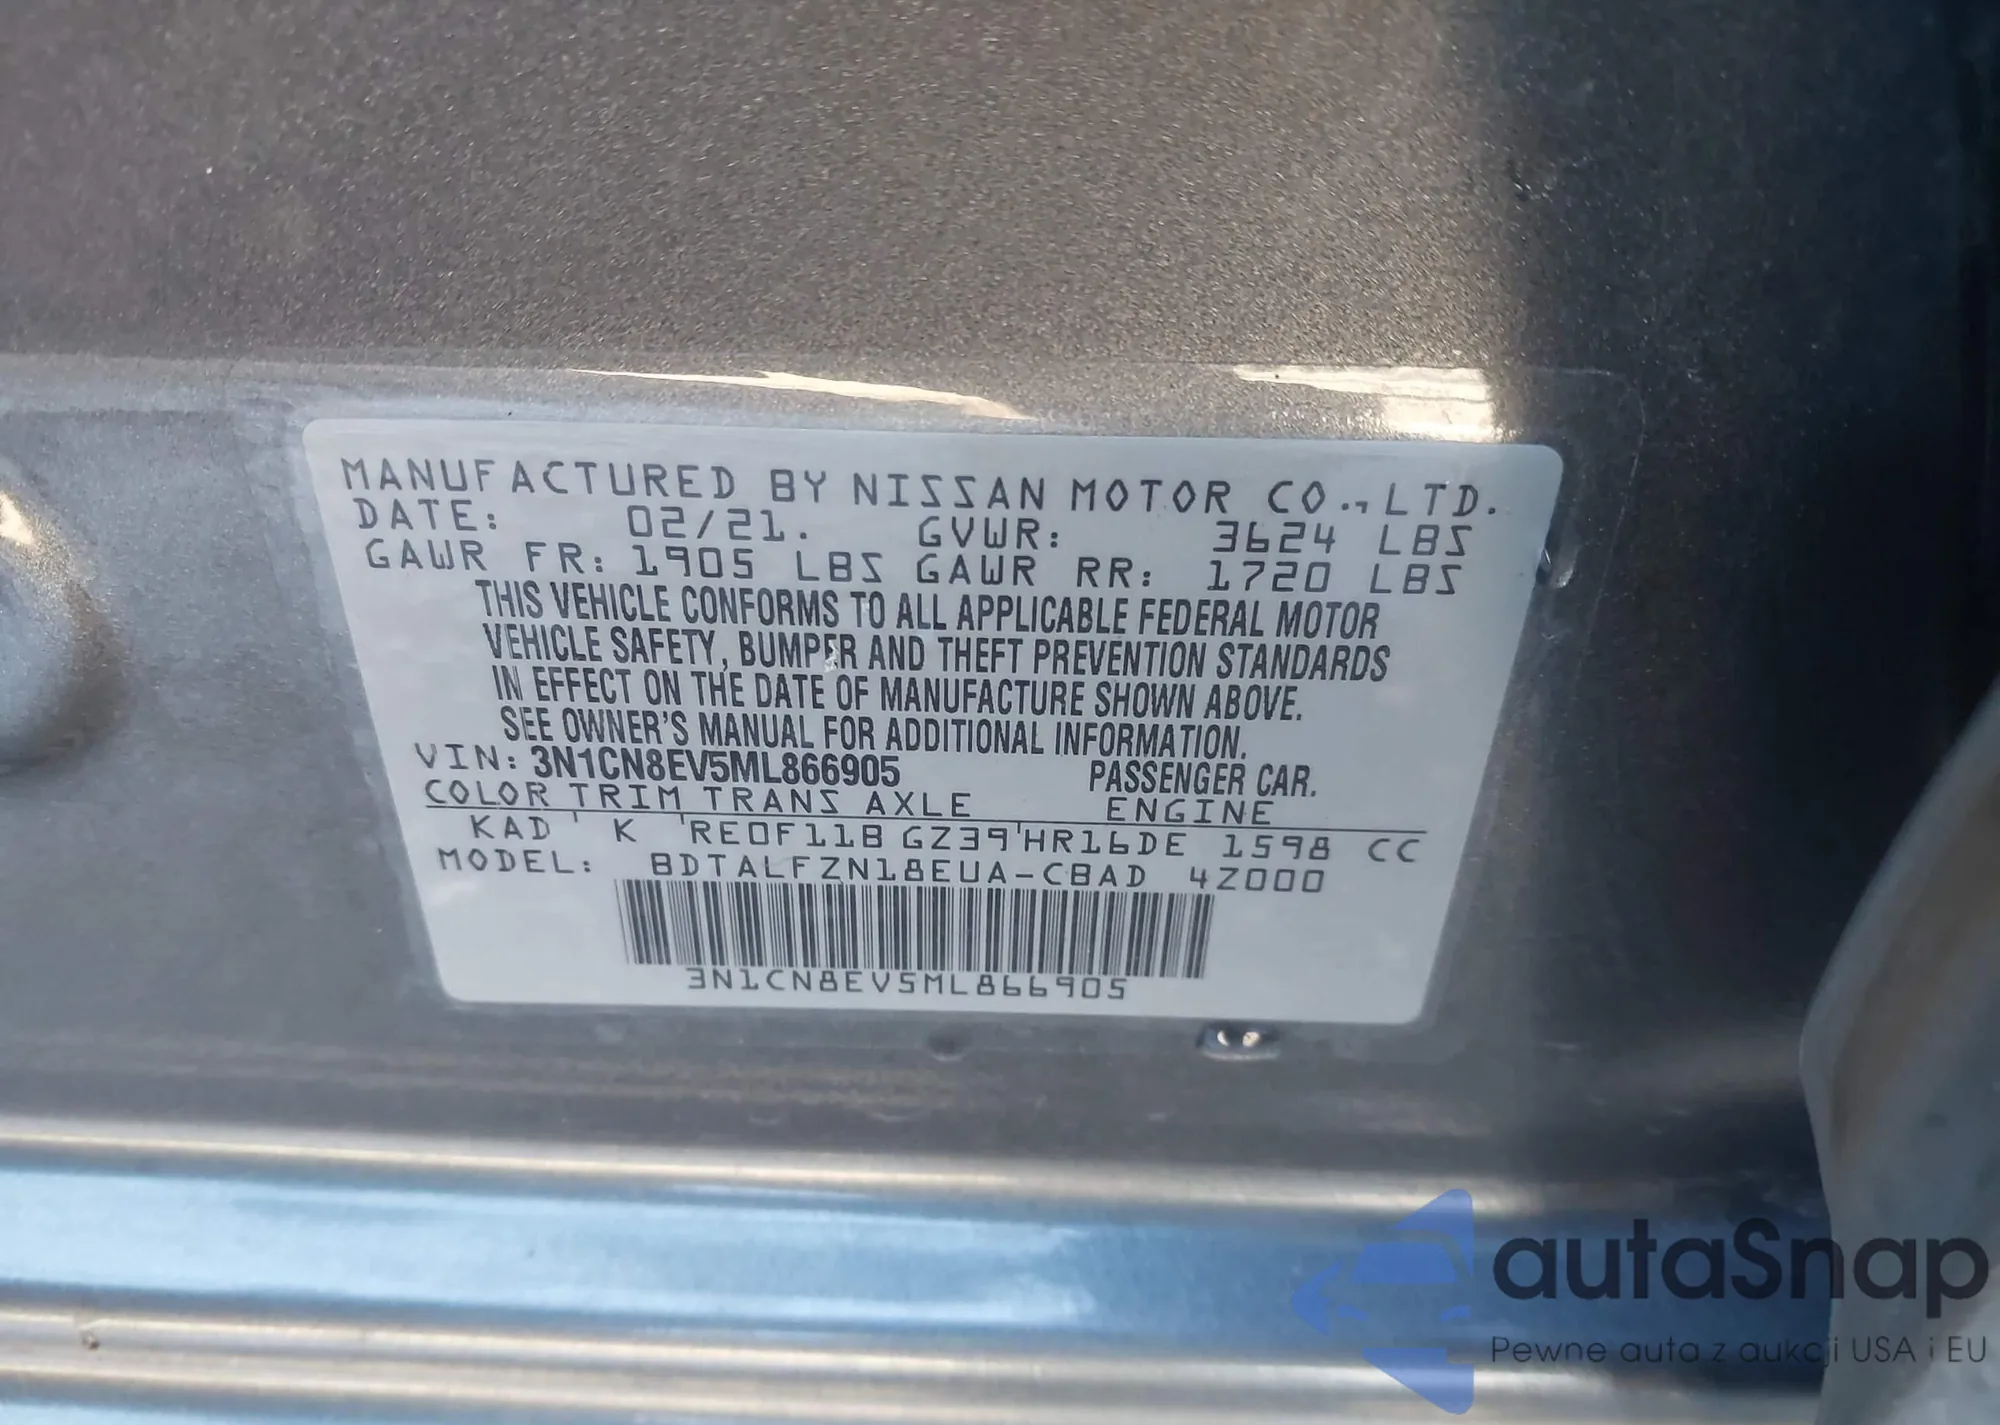 MANUFACTURED BY NISSAN MOTOR CO., LTD.
DATE: 02/21. GVWR: 3624 LBS
GAWR FR: 1905 LBS GAWR RR: 1720 LBS
THIS VEHICLE CONFORMS TO ALL APPLICABLE FEDERAL MOTOR
VEHICLE SAFETY, BUMPER AND THEFT PREVENTION STANDARDS
IN EFFECT ON THE DATE OF MANUFACTURE SHOWN ABOVE.
SEE OWNER'S MANUAL FOR ADDITIONAL INFORMATION.
VIN: 3N1CN8EV5ML866905 PASSENGER CAR.
COLOR TRIM TRANS AXLE ENGINE
KAD ' K 'RE0F11B GZ39'HR16DE 1598 CC
MODEL: BDTALFZN18EUA-CBAD 4Z000
3N1CN8EV5ML866905
autaSnap
Pewne auta z aukcji USA i EU